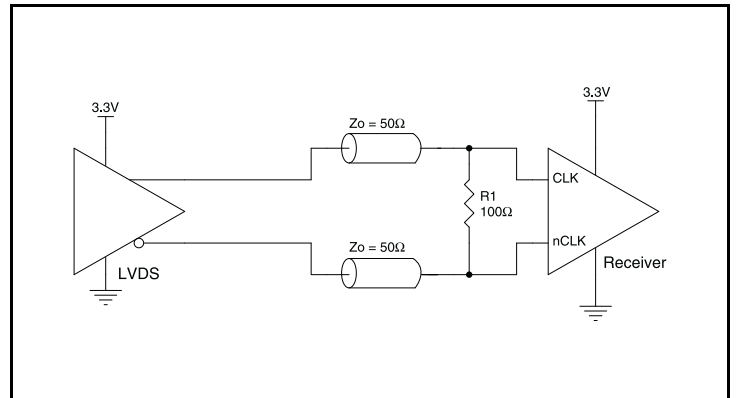 3.3V
3.3V
Zo = 50Ω
CLK
R1
100Ω
nCLK
Zo = 50Ω
Receiver
LVDS